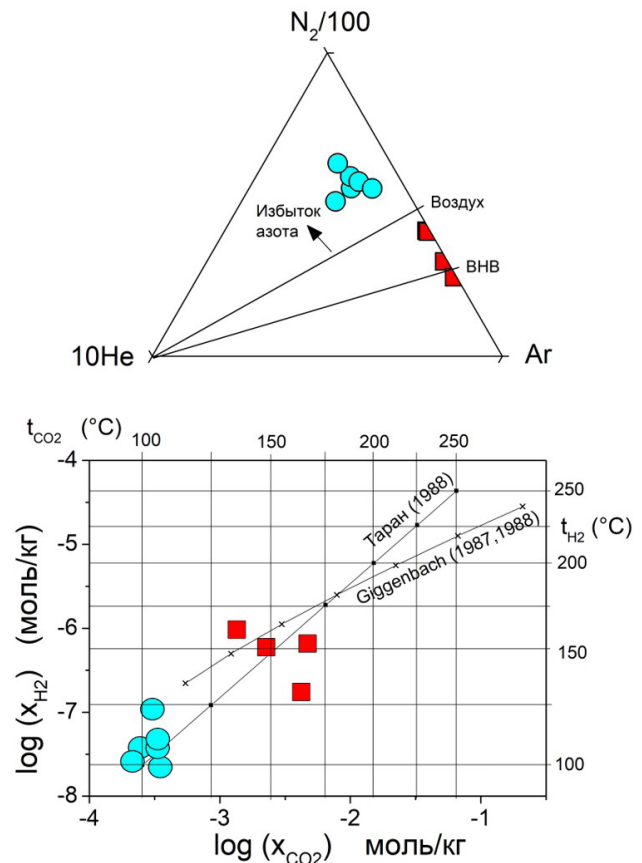 N2/100
Воздух
Избыток
азота
ВНВ
10He
Ar
tCO2 (°C)
100
150
200
250
-4
250
Таран (1988)
tH2 (°C)
-5
Giggenbach (1987,1988)
200
-6
150
-7
100
-8
log (xH2) (моль/кг)
-4
-3
-2
-1
log (xCO2) моль/кг